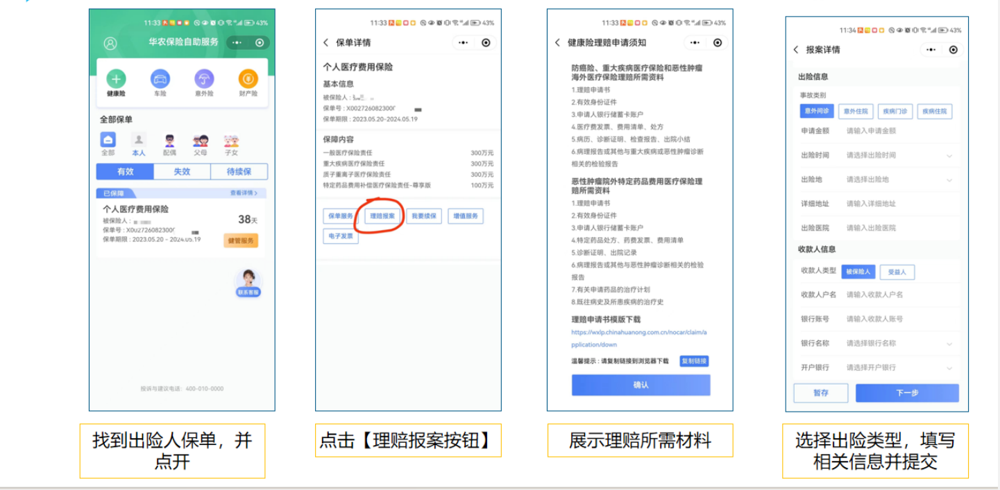 11:33
43%
华农保险自助服务
健康险
车险
意外险
财产险
全部保单
全部
本人
配偶
父母
子女
有效
失效
待续保
已保障
查看详情 >
个人医疗费用保险
被保险人：
38天
保单号：X002726082300
保单期限：2023.05.20 - 2024.05.19
健管服务
联系客服
投诉与建议电话：400-010-0000
找到出险人保单，并
点开
11:33
43%
保单详情
个人医疗费用保险
基本信息
被保险人：
保单号：X002726082300
保单期限：2023.05.20-2024.05.19
保障内容
一般医疗保险责任 300万元
重大疾病医疗保险责任 300万元
质子重离子医疗保险责任 300万元
特定药品费用补偿医疗保险责任-尊享版 100万元
保单服务
理赔报案
我要续保
增值服务
电子发票
点击【理赔报案按钮】
11:33
43%
健康险理赔申请须知
防癌险、重大疾病医疗保险和恶性肿瘤
海外医疗保险理赔所需资料
1.理赔申请书
2.有效身份证件
3.申请人银行储蓄卡账户
4.医疗费发票、费用清单、处方
5.病历、诊断证明、检查报告、出院小结
6.病理报告或其他与重大疾病或恶性肿瘤诊断
相关的检验报告
恶性肿瘤院外特定药品费用医疗保险理
赔所需资料
1.理赔申请书
2.有效身份证件
3.申请人银行储蓄卡账户
4.特定药品处方、药费发票、费用清单
5.诊断证明、出院记录
6.病理报告或其他与恶性肿瘤诊断相关的检验
报告
7.有关申请药品的治疗计划
8.既往病史及所患疾病的治疗史
理赔申请书模版下载
https://wxlp.chinahuanong.com.cn/nocar/claim/a
pplication/down
温馨提示：请复制链接到浏览器下载
复制链接
确认
展示理赔所需材料
11:34
43%
报案详情
出险信息
事故类别
意外问诊
意外住院
疾病门诊
疾病住院
申请金额 请输入申请金额
出险时间 请选择出险时间
出险地 请选择出险地
详细地址 请输入详细地址
出险医院 请输入出险医院
收款人信息
收款人类型
被保险人
受益人
收款人户名 请输入收款人户名
银行账号 请输入收款人账号
银行名称 请选择银行名称
开户银行 请选择开户银行
暂存
下一步
选择出险类型，填写
相关信息并提交